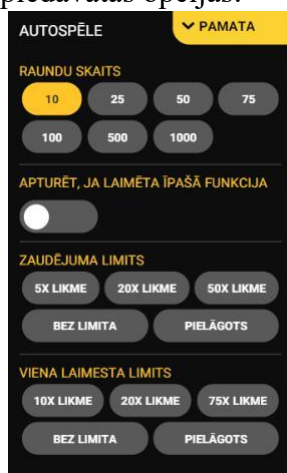 piedāvātās opcijas.
AUTOSPĒLE PAMATA
RAUNDU SKAITS
10 25 50 75
100 500 1000
APTURĒT, JA LAIMĒTA ĪPAŠĀ FUNKCIJA
ZAUDĒJUMA LIMITS
5X LIKME 20X LIKME 50X LIKME
BEZ LIMITA PIELĀGOTS
VIENA LAIMESTA LIMITS
10X LIKME 20X LIKME 75X LIKME
BEZ LIMITA PIELĀGOTS